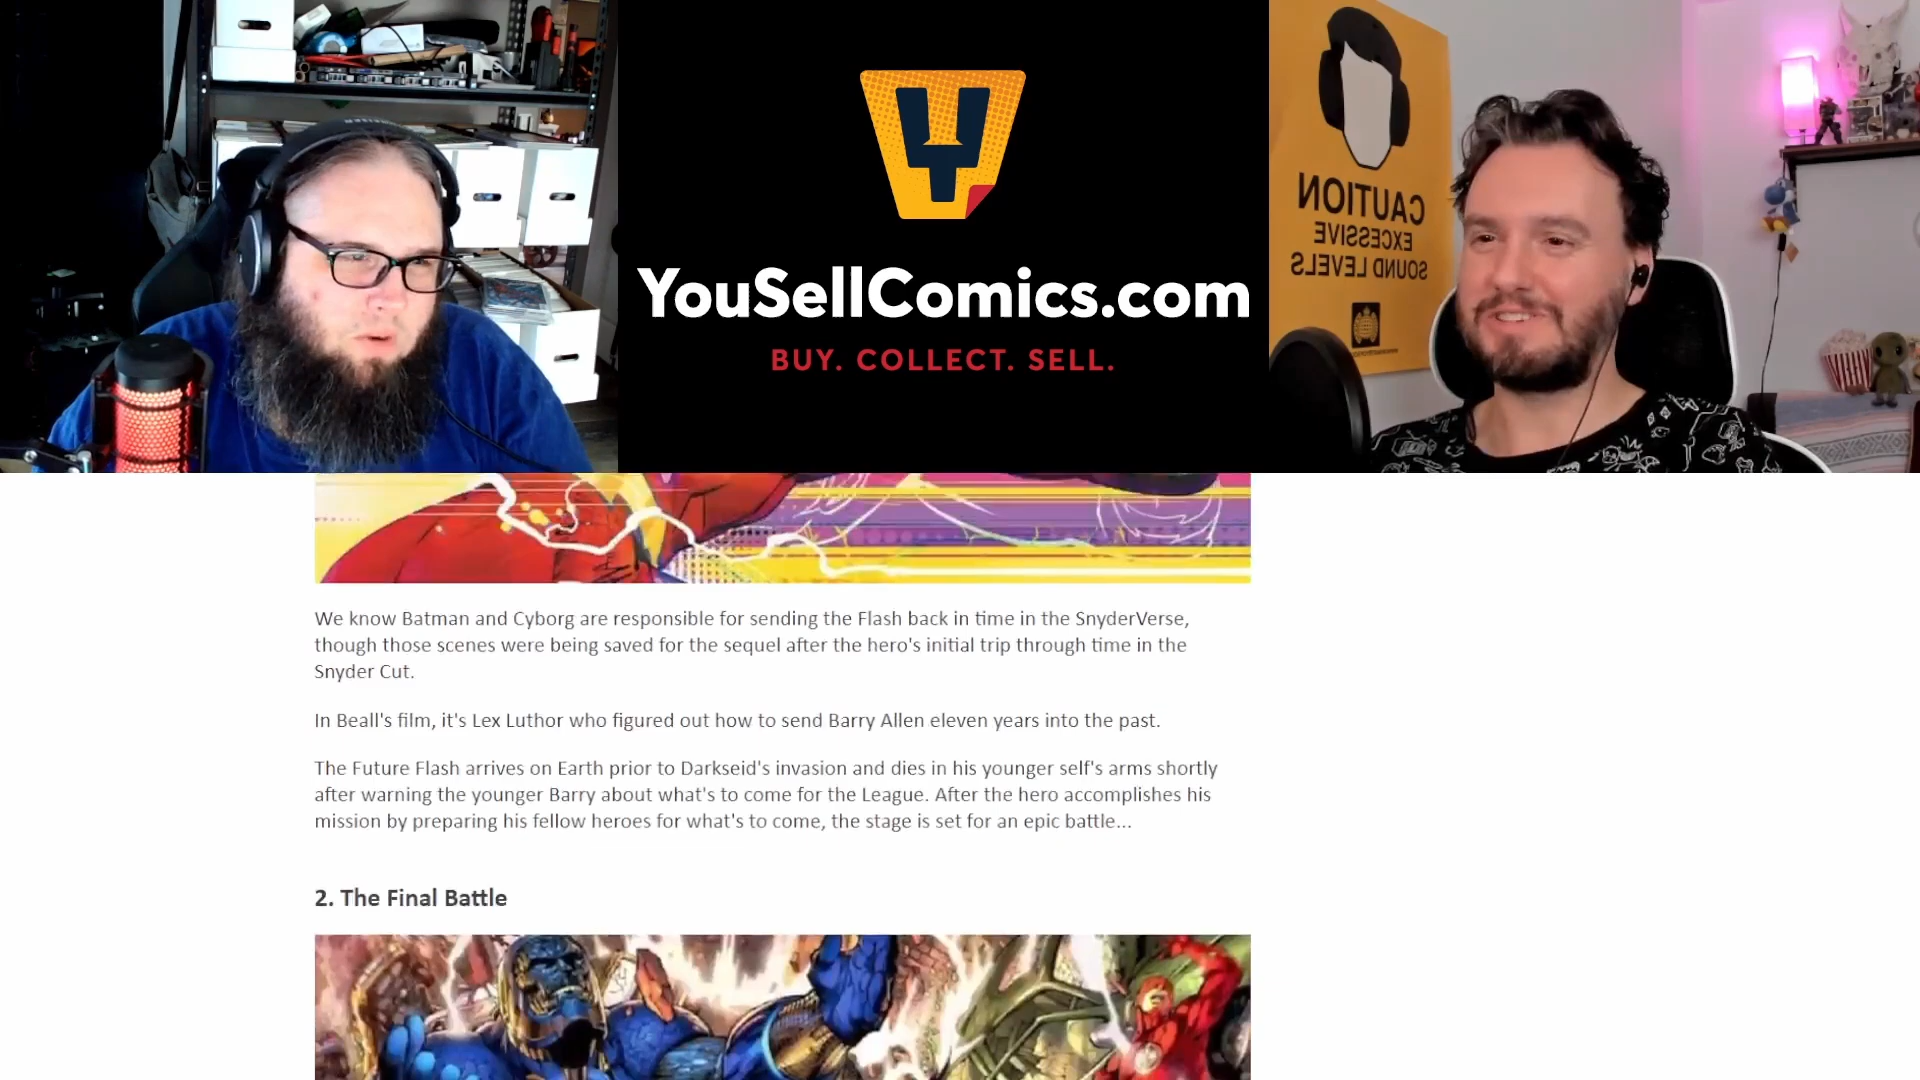 CAUTION
EXCESSIVE
SOUND LEVELS
YouSellComics.com
BUY. COLLECT. SELL.
We know Batman and Cyborg are responsible for sending the Flash back in time in the SnyderVerse,
though those scenes were being saved for the sequel after the hero's initial trip through time in the
Snyder Cut.
In Beall's film, it's Lex Luthor who figured out how to send Barry Allen eleven years into the past.
The Future Flash arrives on Earth prior to Darkseid's invasion and dies in his younger self's arms shortly
after warning the younger Barry about what's to come for the League. After the hero accomplishes his
mission by preparing his fellow heroes for what's to come, the stage is set for an epic battle...
2. The Final Battle